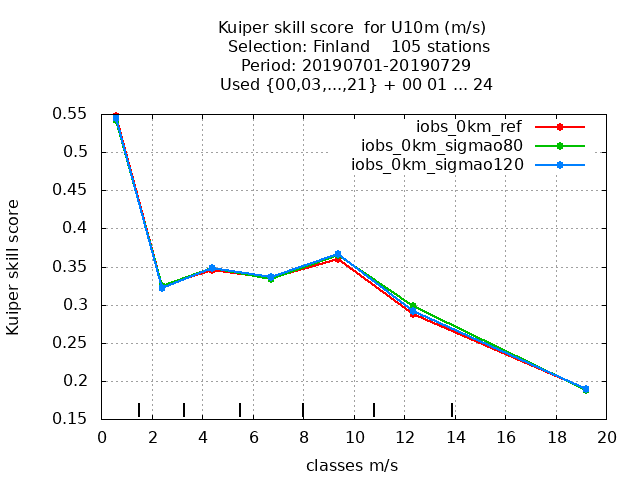 Kuiper skill score  for U10m (m/s)
Selection: Finland    105 stations
Period: 20190701-20190729
Used {00,03,...,21} + 00 01 ... 24
iobs_0km_ref
iobs_0km_sigmao80
iobs_0km_sigmao120
Kuiper skill score
0.55
0.5
0.45
0.4
0.35
0.3
0.25
0.2
0.15
0 2 4 6 8 10 12 14 16 18 20
classes m/s